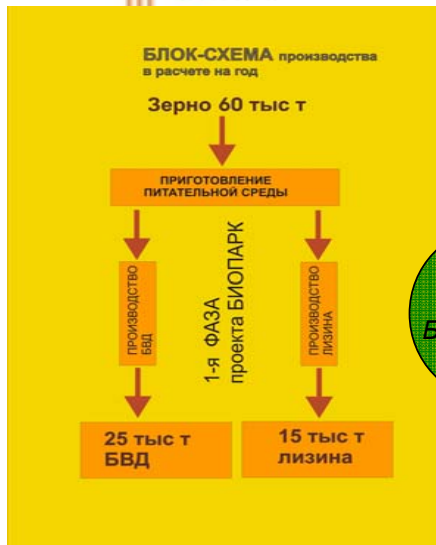 БЛОК-СХЕМА производства
в расчете на год
Зерно 60 тыс т
ПРИГОТОВЛЕНИЕ
ПИТАТЕЛЬНОЙ СРЕДЫ
ПРОИЗВОДСТВО
БВД
1-я ФАЗА
проекта БИОПАРК
ПРОИЗВОДСТВО
ЛИЗИНА
25 тыс т
БВД
15 тыс т
лизина